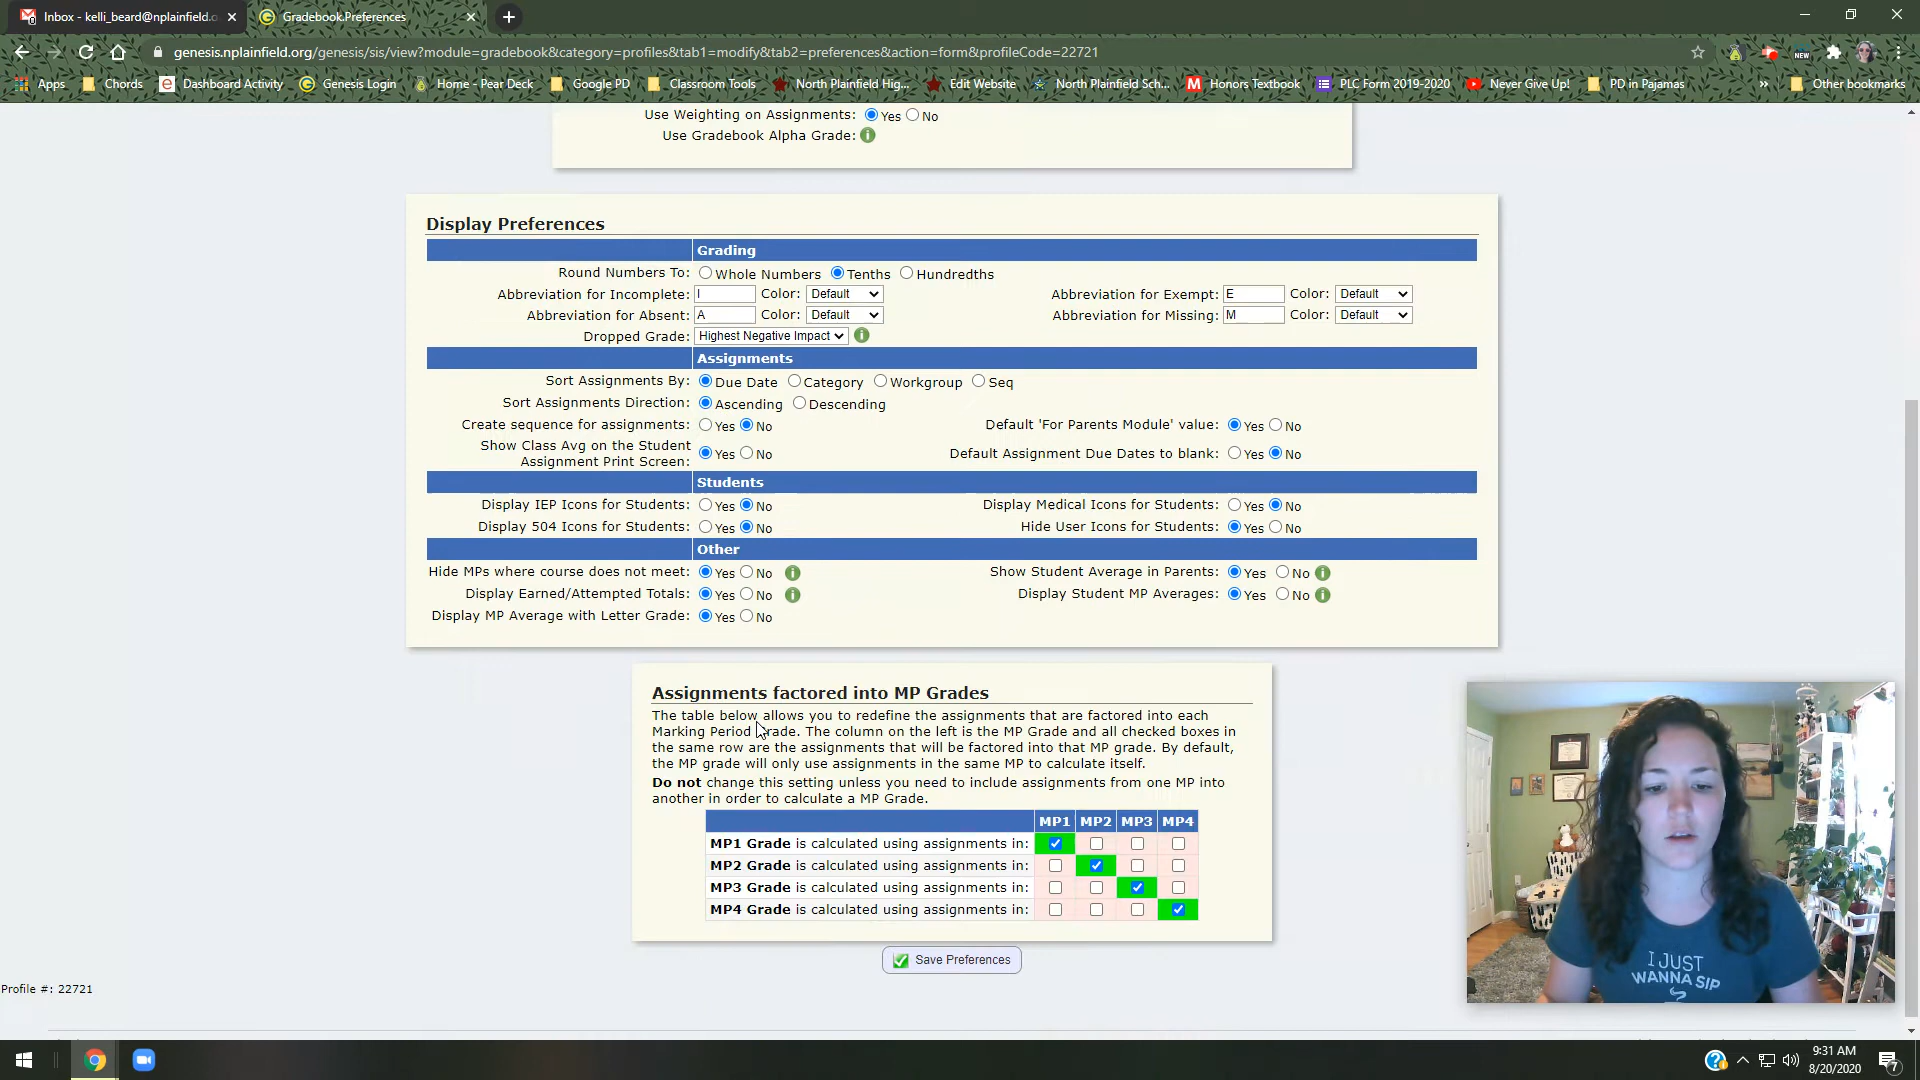 Inbox - kelli_beard@nplainfield.o
Gradebook.Preferences
genesis.nplainfield.org/genesis/sis/view?module=gradebook&category=profiles&tab1=modify&tab2=preferences&action=form&profileCode=22721
NEW
Apps Chords Dashboard Activity Genesis Login Home - Pear Deck Google PD Classroom Tools North Plainfield Hig... Edit Website North Plainfield Sch... Honors Textbook PLC Form 2019-2020 Never Give Up! PD in Pajamas » Other bookmarks
Use Weighting on Assignments: Yes No
Use Gradebook Alpha Grade:
Display Preferences
Grading
Round Numbers To: Whole Numbers Tenths Hundredths
Abbreviation for Incomplete: I Color: Default Abbreviation for Exempt: E Color: Default
Abbreviation for Absent: A Color: Default Abbreviation for Missing: M Color: Default
Dropped Grade: Highest Negative Impact
Assignments
Sort Assignments By: Due Date Category Workgroup Seq
Sort Assignments Direction: Ascending Descending
Create sequence for assignments: Yes No Default 'For Parents Module' value: Yes No
Show Class Avg on the Student
Assignment Print Screen: Yes No Default Assignment Due Dates to blank: Yes No
Students
Display IEP Icons for Students: Yes No Display Medical Icons for Students: Yes No
Display 504 Icons for Students: Yes No Hide User Icons for Students: Yes No
Other
Hide MPs where course does not meet: Yes No Show Student Average in Parents: Yes No
Display Earned/Attempted Totals: Yes No Display Student MP Averages: Yes No
Display MP Average with Letter Grade: Yes No
Assignments factored into MP Grades
The table below allows you to redefine the assignments that are factored into each
Marking Period Grade. The column on the left is the MP Grade and all checked boxes in
the same row are the assignments that will be factored into that MP grade. By default,
the MP grade will only use assignments in the same MP to calculate itself.
Do not change this setting unless you need to include assignments from one MP into
another in order to calculate a MP Grade.
MP1 MP2 MP3 MP4
MP1 Grade is calculated using assignments in:
MP2 Grade is calculated using assignments in:
MP3 Grade is calculated using assignments in:
MP4 Grade is calculated using assignments in:
Save Preferences
Profile #: 22721
I JUST
WANNA SIP
9:31 AM
8/20/2020
7